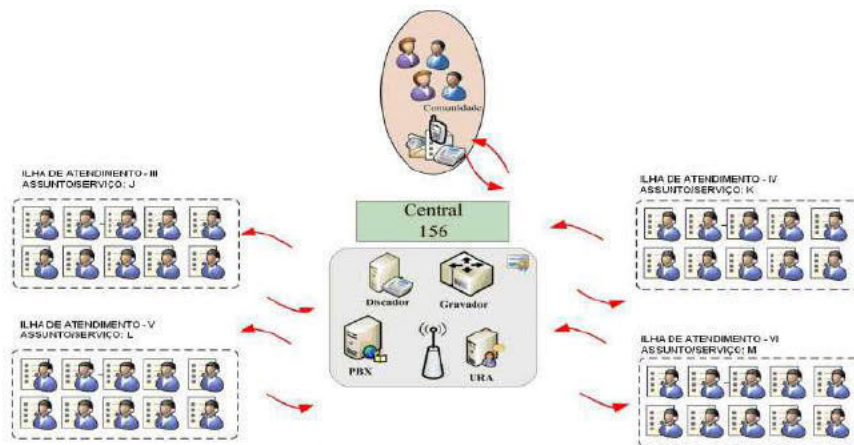 Comunidade
ILHA DE ATENDIMENTO - III
ASSUNTO/SERVIÇO: J
ILHA DE ATENDIMENTO - IV
ASSUNTO/SERVIÇO: K
Central
156
Discador
Gravador
ILHA DE ATENDIMENTO - V
ASSUNTO/SERVIÇO: L
ILHA DE ATENDIMENTO - VI
ASSUNTO/SERVIÇO: M
PBX
URA